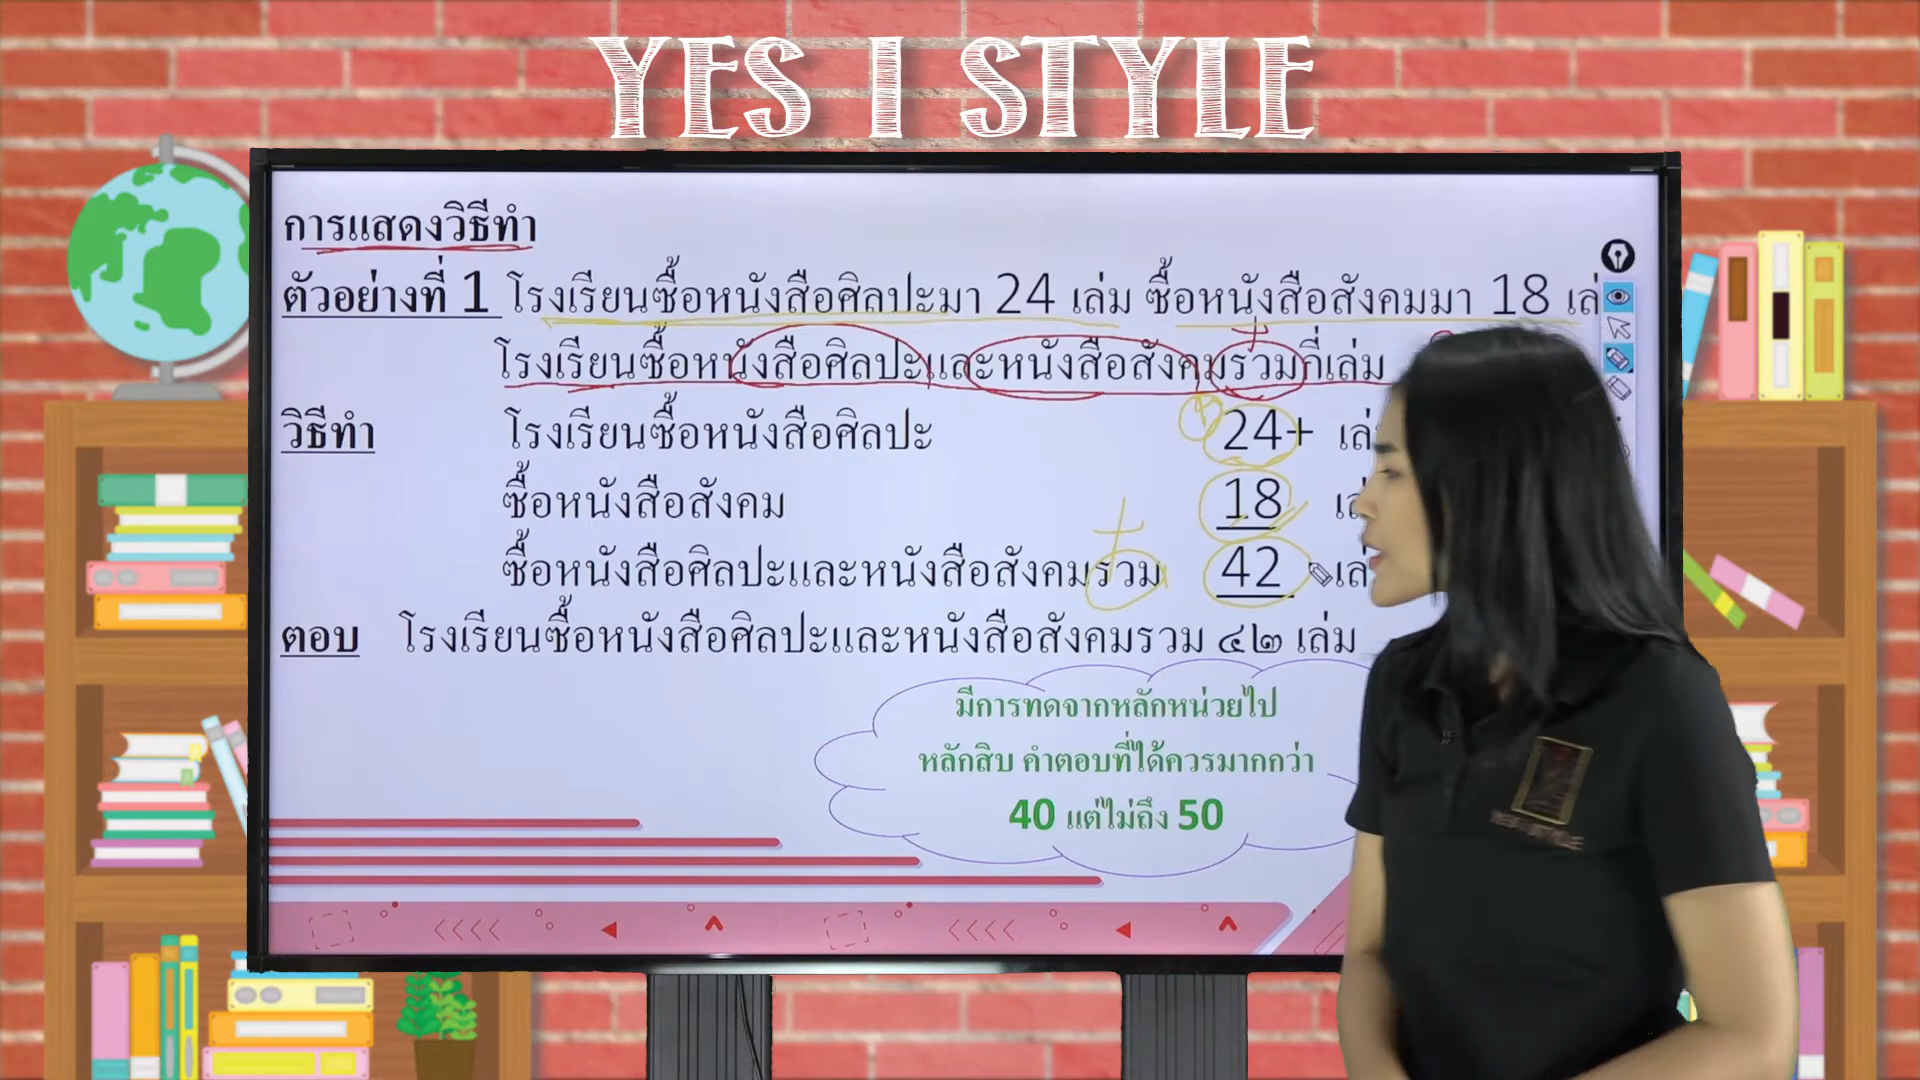 YES I STYLE
การแสดงวิธีทำ
ตัวอย่างที่ 1 โรงเรียนซื้อหนังสือศิลปะมา 24 เล่ม ซื้อหนังสือสังคมมา 18 เล่
โรงเรียนซื้อหนังสือศิลปะและหนังสือสังคมรวมกี่เล่ม
วิธีทำ โรงเรียนซื้อหนังสือศิลปะ 24+ เล่
ซื้อหนังสือสังคม 18 เล่
+
ซื้อหนังสือศิลปะและหนังสือสังคมรวม 42 เล่
ตอบ โรงเรียนซื้อหนังสือศิลปะและหนังสือสังคมรวม ๔๒ เล่ม
มีการทดจากหลักหน่วยไป
หลักสิบ คำตอบที่ได้ควรมากกว่า
40 แต่ไม่ถึง 50